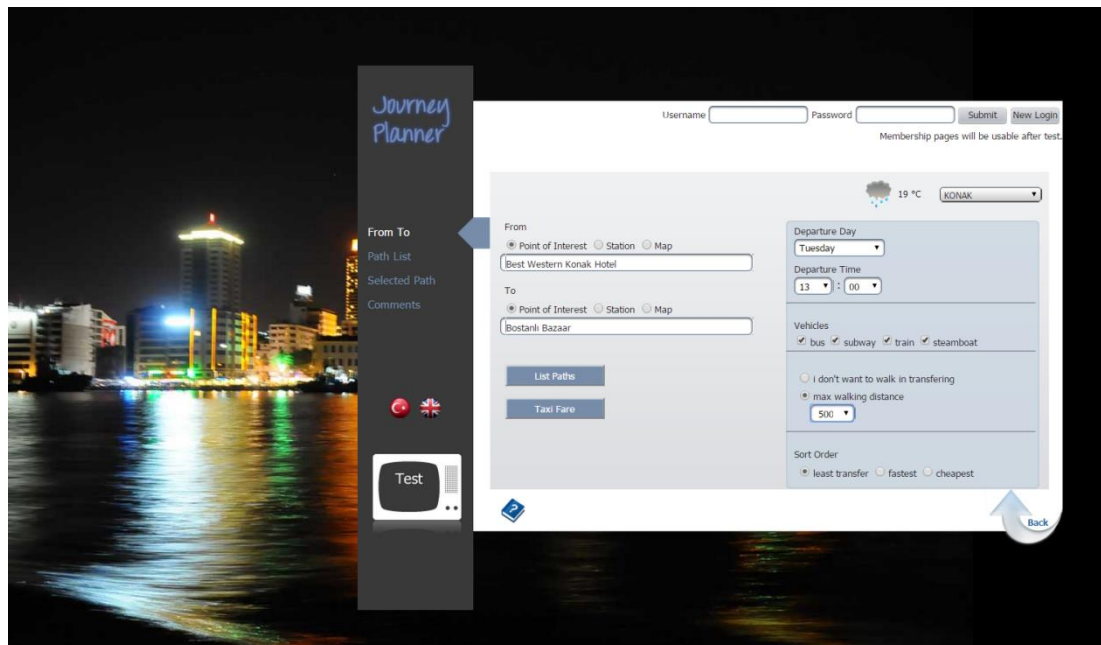 Journey
Planner
Username Password Submit New Login
Membership pages will be usable after test.
19 °C KONAK
From To
Path List
Selected Path
Comments
Test
From
Point of Interest Station Map
Best Western Konak Hotel
To
Point of Interest Station Map
Bostanlı Bazaar
List Paths
Taxi Fare
Departure Day
Tuesday
Departure Time
13 : 00
Vehicles
bus subway train steamboat
i don't want to walk in transfering
max walking distance
500
Sort Order
least transfer fastest cheapest
?
Back